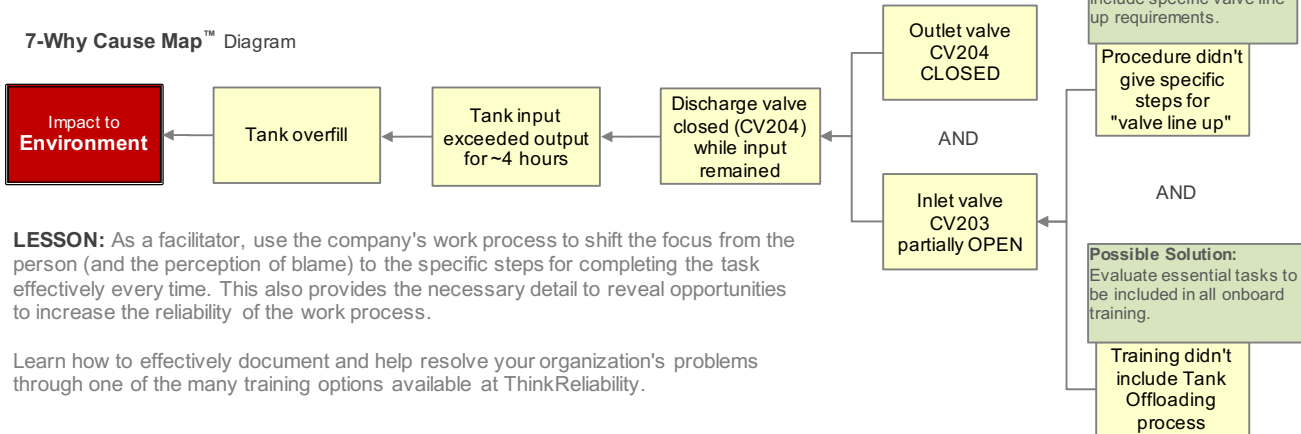 include specific valve line
up requirements.
7-Why Cause Map™ Diagram
Impact to
Environment
Tank overfill
Tank input
exceeded output
for ~4 hours
Discharge valve
closed (CV204)
while input
remained
Outlet valve
CV204
CLOSED
AND
Inlet valve
CV203
partially OPEN
Procedure didn't
give specific
steps for
"valve line up"
AND
Possible Solution:
Evaluate essential tasks to
be included in all onboard
training.
Training didn't
include Tank
Offloading
process
LESSON: As a facilitator, use the company's work process to shift the focus from the
person (and the perception of blame) to the specific steps for completing the task
effectively every time. This also provides the necessary detail to reveal opportunities
to increase the reliability of the work process.
Learn how to effectively document and help resolve your organization's problems
through one of the many training options available at ThinkReliability.